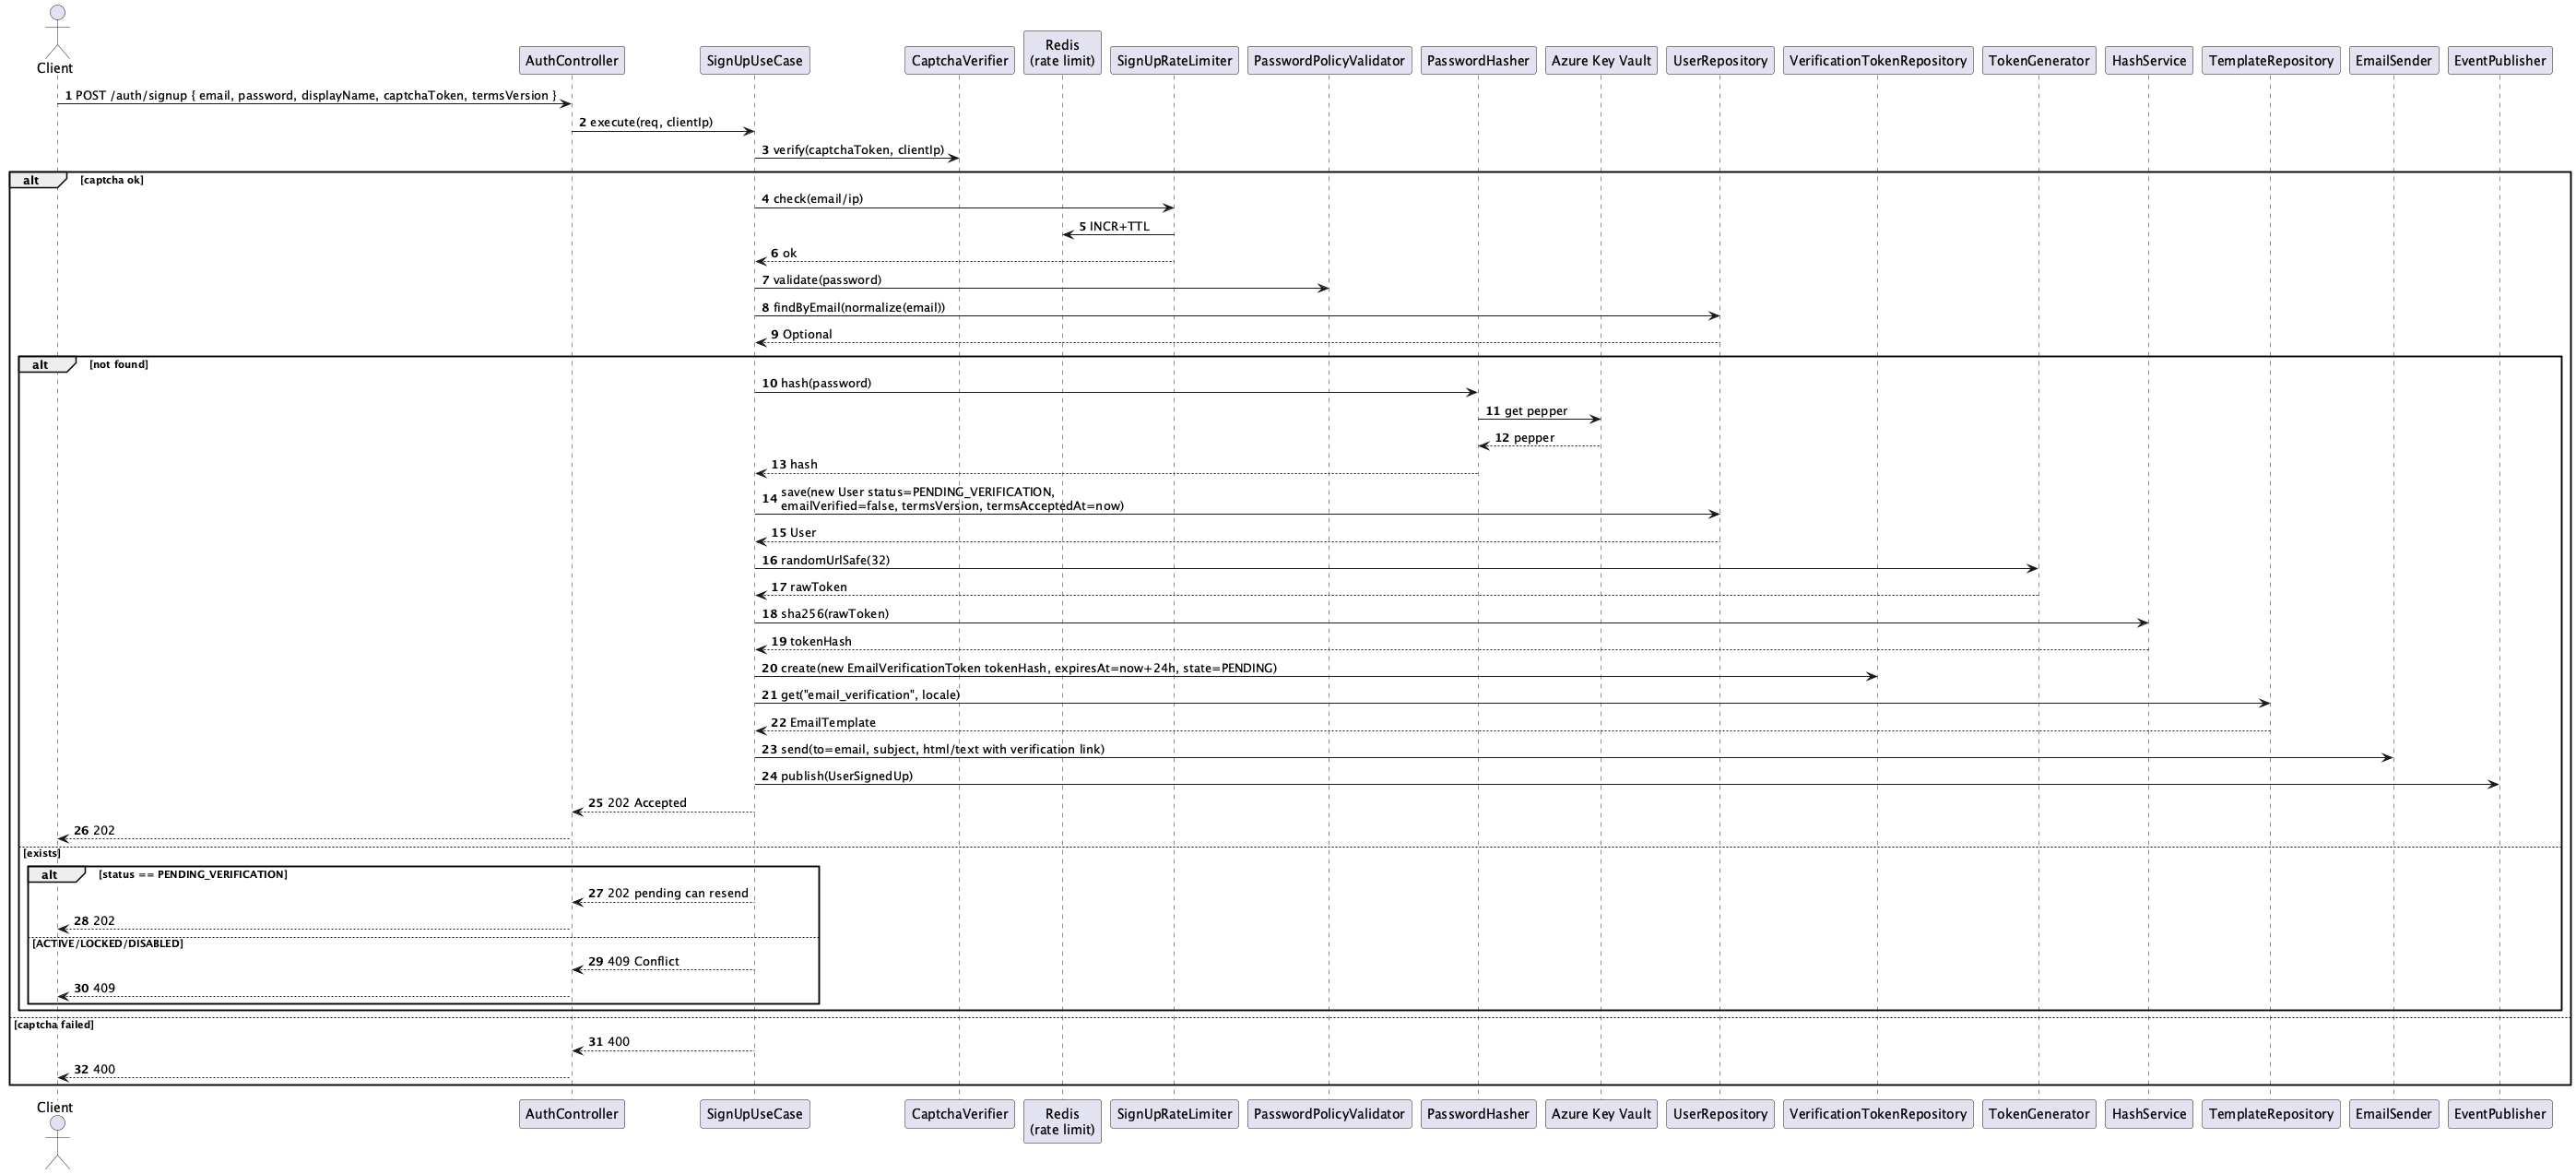 Client
AuthController
SignUpUseCase
CaptchaVerifier
Redis
(rate limit)
SignUpRateLimiter
PasswordPolicyValidator
PasswordHasher
Azure Key Vault
UserRepository
VerificationTokenRepository
TokenGenerator
HashService
TemplateRepository
EmailSender
EventPublisher
1 POST /auth/signup { email, password, displayName, captchaToken, termsVersion }
2 execute(req, clientIp)
3 verify(captchaToken, clientIp)
alt [captcha ok]
4 check(email/ip)
5 INCR+TTL
6 ok
7 validate(password)
8 findByEmail(normalize(email))
9 Optional
alt [not found]
10 hash(password)
11 get pepper
12 pepper
13 hash
14 save(new User status=PENDING_VERIFICATION,
emailVerified=false, termsVersion, termsAcceptedAt=now)
15 User
16 randomUrlSafe(32)
17 rawToken
18 sha256(rawToken)
19 tokenHash
20 create(new EmailVerificationToken tokenHash, expiresAt=now+24h, state=PENDING)
21 get("email_verification", locale)
22 EmailTemplate
23 send(to=email, subject, html/text with verification link)
24 publish(UserSignedUp)
25 202 Accepted
26 202
[exists]
alt [status == PENDING_VERIFICATION]
27 202 pending can resend
28 202
[ACTIVE/LOCKED/DISABLED]
29 409 Conflict
30 409
[captcha failed]
31 400
32 400
Client
AuthController
SignUpUseCase
CaptchaVerifier
Redis
(rate limit)
SignUpRateLimiter
PasswordPolicyValidator
PasswordHasher
Azure Key Vault
UserRepository
VerificationTokenRepository
TokenGenerator
HashService
TemplateRepository
EmailSender
EventPublisher